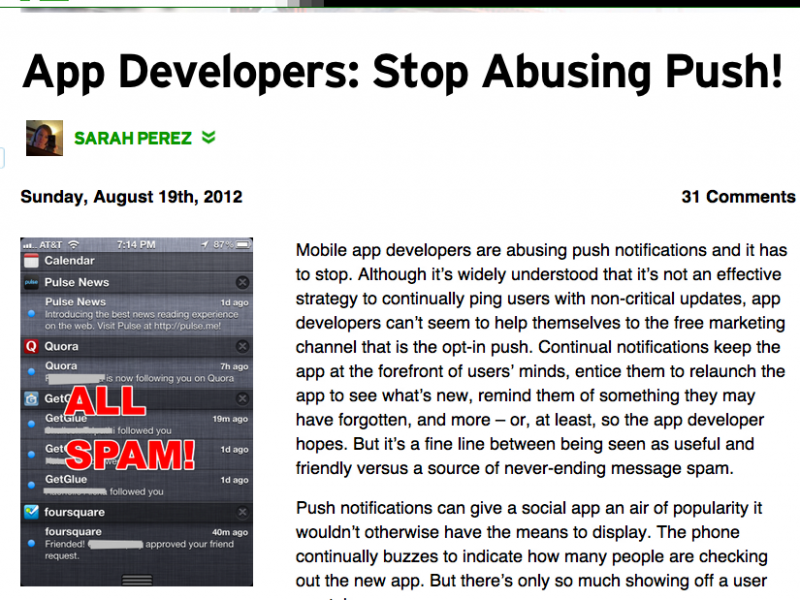 App Developers: Stop Abusing Push!
SARAH PEREZ
Sunday, August 19th, 2012
31 Comments
AT&T 7:14 PM 87%
Calendar
Pulse News
Pulse News 1d ago
Introducing the best news reading experience
on the web. Visit Pulse at http://pulse.me!
Quora
Quora 7h ago
is now following you on Quora
GetG
GetGlue 19m ago
followed you
Get 1d ago
GetGlue 1d ago
followed you
ALL
SPAM!
foursquare
foursquare 40m ago
Friended! approved your friend
request.
Mobile app developers are abusing push notifications and it has
to stop. Although it's widely understood that it's not an effective
strategy to continually ping users with non-critical updates, app
developers can't seem to help themselves to the free marketing
channel that is the opt-in push. Continual notifications keep the
app at the forefront of users' minds, entice them to relaunch the
app to see what's new, remind them of something they may
have forgotten, and more – or, at least, so the app developer
hopes. But it's a fine line between being seen as useful and
friendly versus a source of never-ending message spam.
Push notifications can give a social app an air of popularity it
wouldn't otherwise have the means to display. The phone
continually buzzes to indicate how many people are checking
out the new app. But there's only so much showing off a user